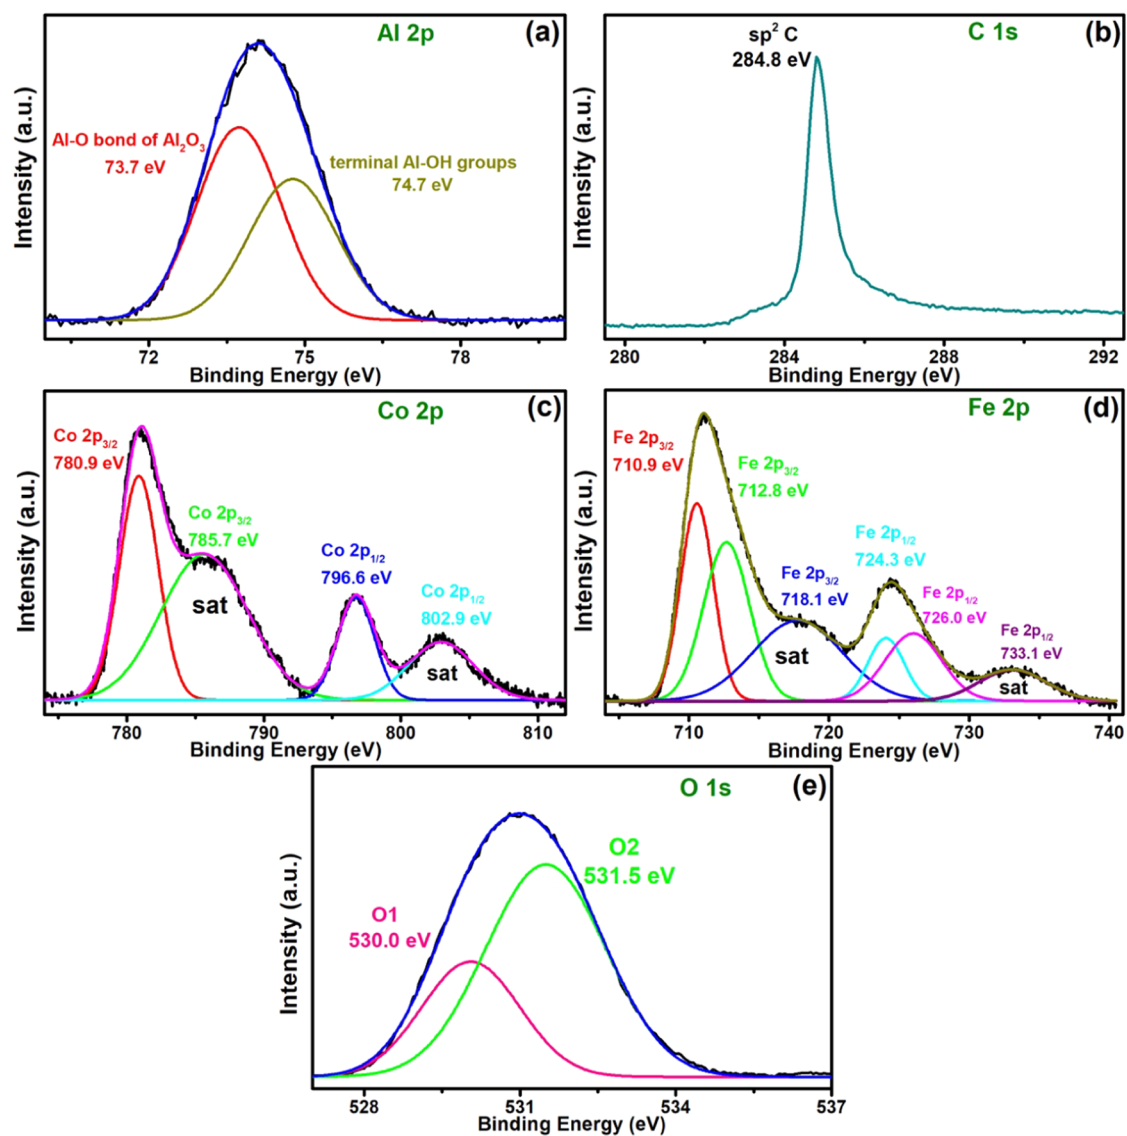 Al 2p
(a)
Al-O bond of Al₂O₃
73.7 eV
terminal Al-OH groups
74.7 eV
Intensity (a.u.)
72 75 78
Binding Energy (eV)
sp² C
284.8 eV
C 1s
(b)
Intensity (a.u.)
280 284 288 292
Binding Energy (eV)
Co 2p
(c)
Co 2p₃/₂
780.9 eV
Co 2p₃/₂
785.7 eV
sat
Co 2p₁/₂
796.6 eV
Co 2p₁/₂
802.9 eV
sat
Intensity (a.u.)
780 790 800 810
Binding Energy (eV)
Fe 2p
(d)
Fe 2p₃/₂
710.9 eV
Fe 2p₃/₂
712.8 eV
Fe 2p₃/₂
718.1 eV
sat
Fe 2p₁/₂
724.3 eV
Fe 2p₁/₂
726.0 eV
Fe 2p₁/₂
733.1 eV
sat
Intensity (a.u.)
710 720 730 740
Binding Energy (eV)
O 1s
(e)
O1
530.0 eV
O2
531.5 eV
Intensity (a.u.)
528 531 534 537
Binding Energy (eV)